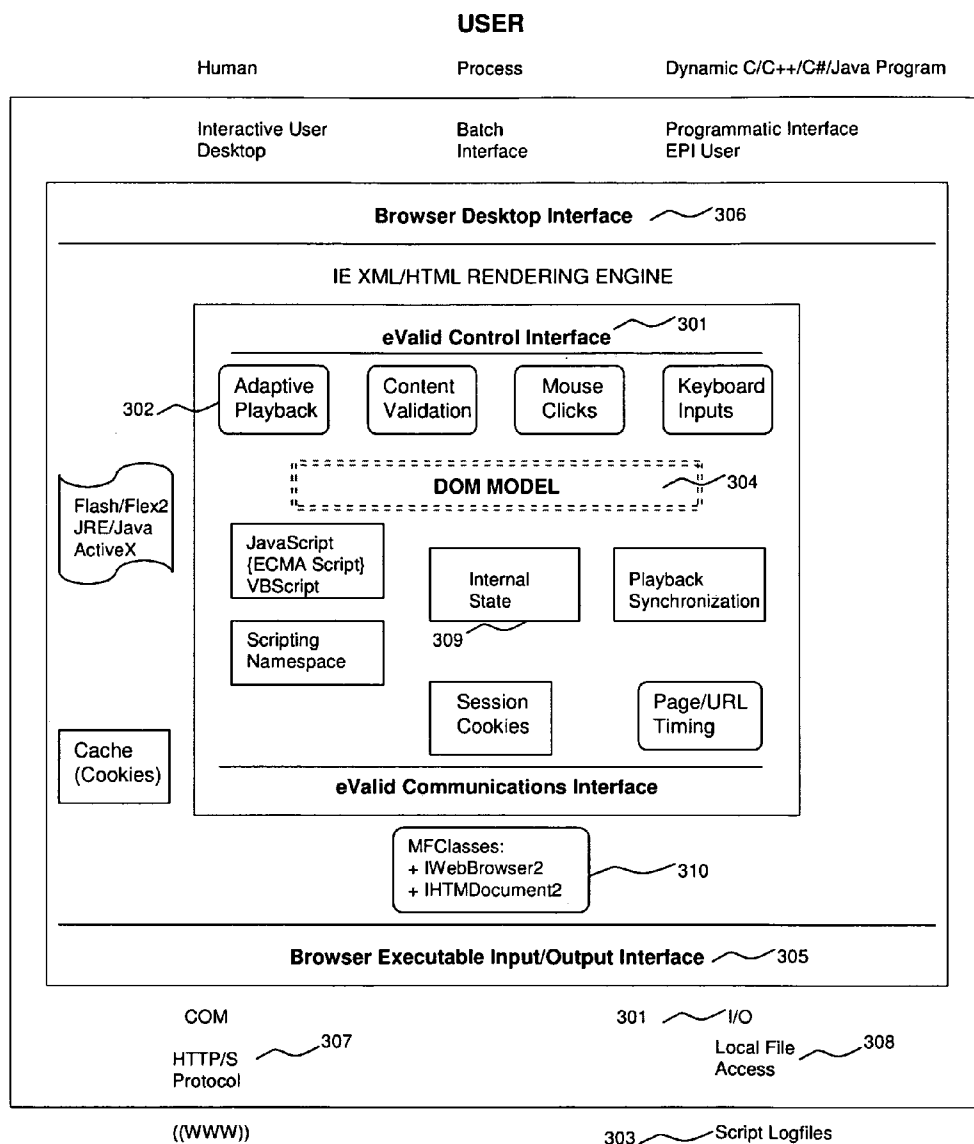 USER
Human
Process
Dynamic C/C++/C#/Java Program
Interactive User
Desktop
Batch
Interface
Programmatic Interface
EPI User
Browser Desktop Interface
306
IE XML/HTML RENDERING ENGINE
301
eValid Control Interface
302
Adaptive
Playback
Content
Validation
Mouse
Clicks
Keyboard
Inputs
DOM MODEL
304
Flash/Flex2
JRE/Java
ActiveX
JavaScript
{ECMA Script}
VBScript
Internal
State
309
Playback
Synchronization
Scripting
Namespace
Session
Cookies
Page/URL
Timing
Cache
(Cookies)
eValid Communications Interface
MFClasses:
+ IWebBrowser2
+ IHTMDocument2
310
Browser Executable Input/Output Interface
305
COM
301
I/O
HTTP/S
Protocol
307
Local File
Access
308
((WWW))
303
Script Logfiles